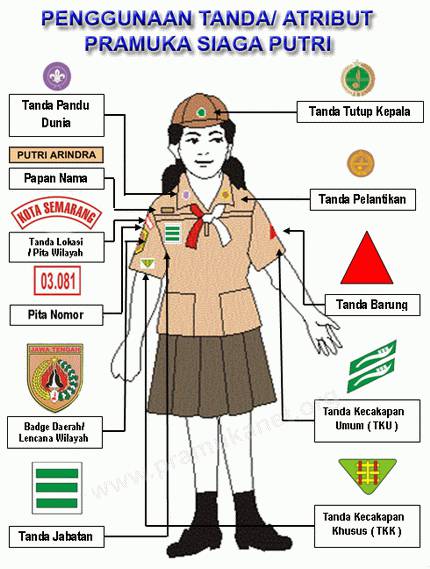 PENGGUNAAN TANDA/ ATRIBUT
PRAMUKA SIAGA PUTRI
Tanda Pandu
Dunia
PUTRI ARINDRA
Papan Nama
KOTA SEMARANG
Tanda Lokasi
/ Pita Wilayah
03.081
Pita Nomor
JAWA TENGAH
Badge Daerah/
Lencana Wilayah
Tanda Jabatan
Tanda Tutup Kepala
Tanda Pelantikan
Tanda Barung
Tanda Kecakapan
Umum ( TKU )
Tanda Kecakapan
Khusus ( TKK )
www.pramukanet.org